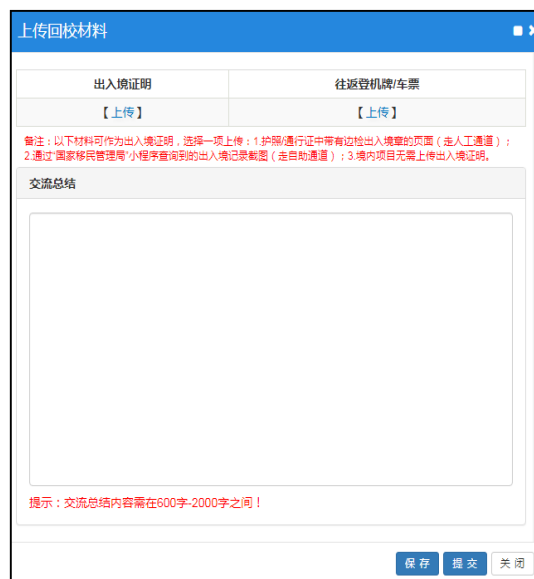 上传回校材料
出入境证明 往返登机牌/车票
【上传】 【上传】
备注：以下材料可作为出入境证明，选择一项上传：1.护照/通行证中带有边检出入境章的页面（走人工通道）；
2.通过“国家移民管理局”小程序查询到的出入境记录截图（走自助通道）；3.境内项目无需上传出入境证明。
交流总结
提示：交流总结内容需在600字-2000字之间！
保存 提交 关闭